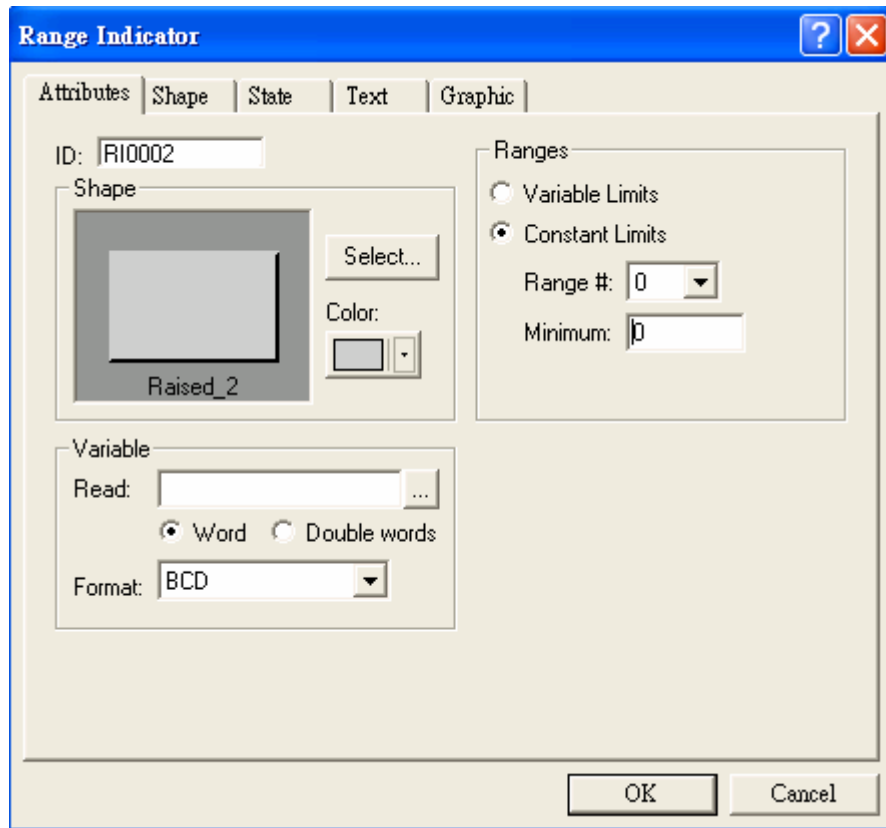 Range Indicator
Attributes Shape State Text Graphic
ID: RI0002
Shape
Raised_2
Select...
Color:
Variable
Read: ...
Word Double words
Format: BCD
Ranges
Variable Limits
Constant Limits
Range #: 0
Minimum: 0
OK Cancel